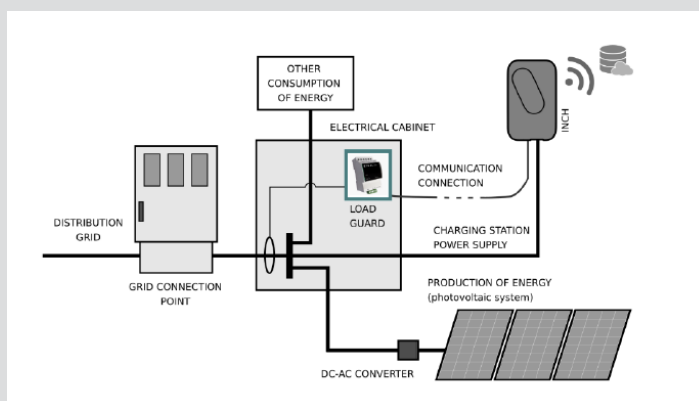 OTHER
CONSUMPTION
OF ENERGY
ELECTRICAL CABINET
INCH
COMMUNICATION
CONNECTION
LOAD
GUARD
DISTRIBUTION
GRID
CHARGING STATION
POWER SUPPLY
GRID CONNECTION
POINT
PRODUCTION OF ENERGY
(photovoltaic system)
DC-AC CONVERTER